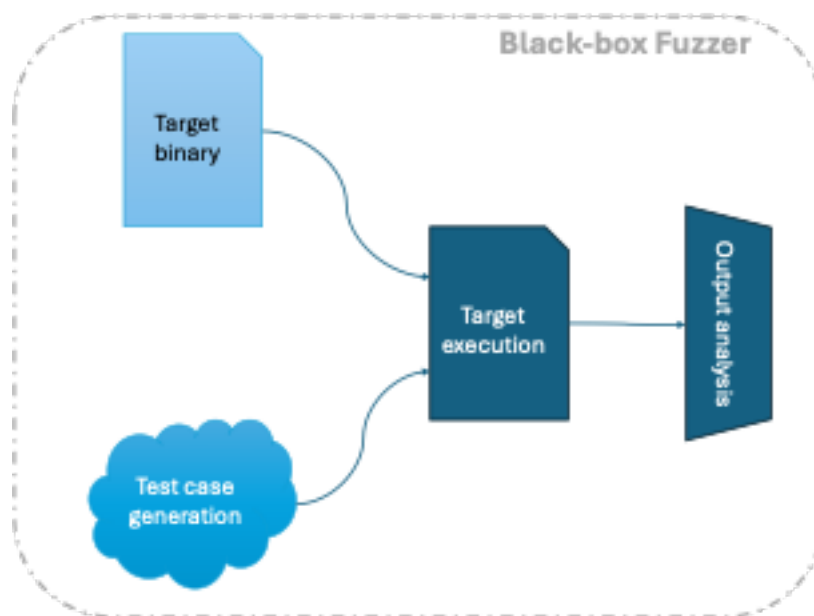 Black-box Fuzzer
Target
binary
Target
execution
Output analysis
Test case
generation